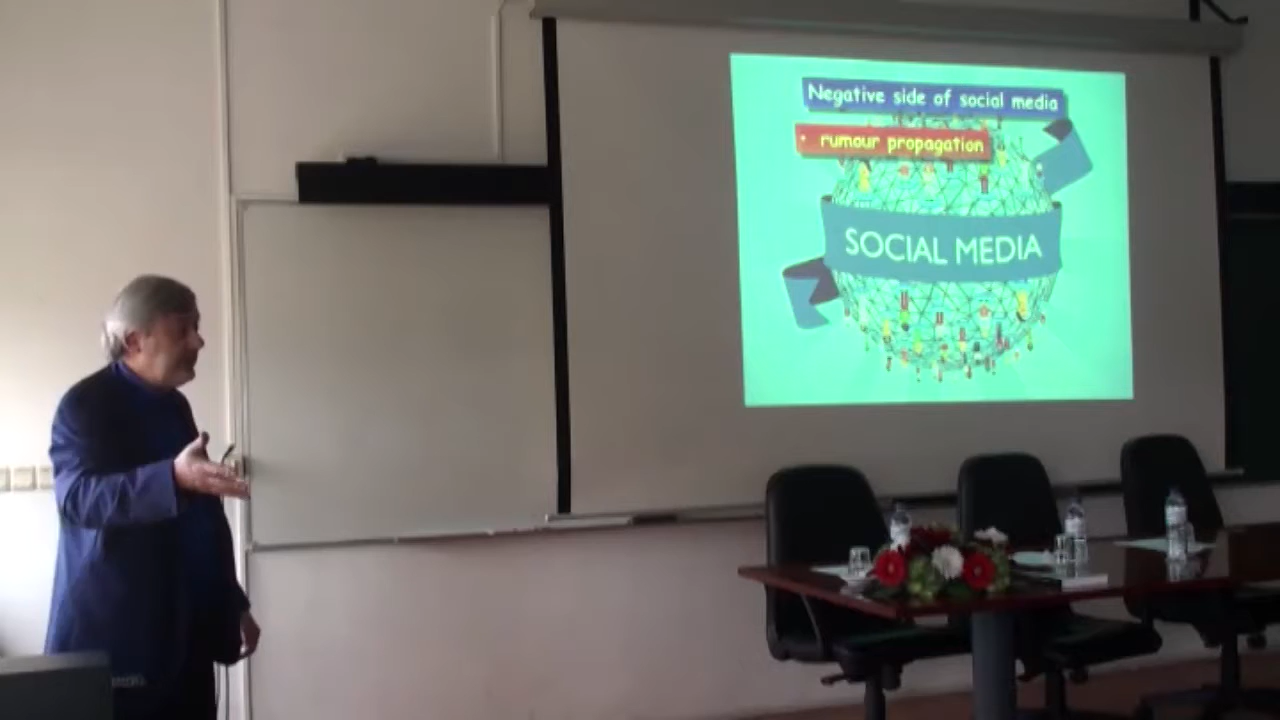 Negative side of social media
· rumour propagation
SOCIAL MEDIA